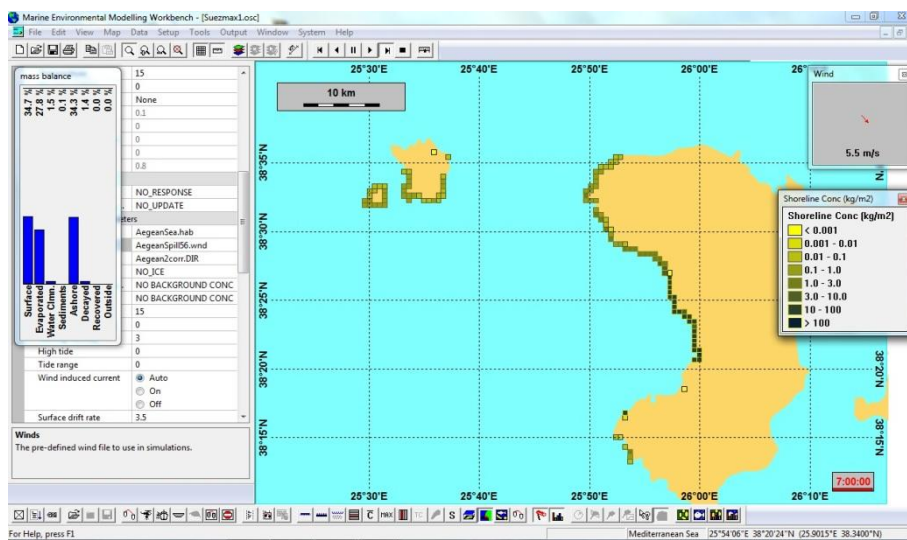 Marine Environmental Modelling Workbench - [Suezmax1.osc]
File Edit View Map Data Setup Tools Output Window System Help
mass balance
34.7 %
27.8 %
1.5 %
0.1 %
34.3 %
1.4 %
0.0 %
0.0 %
Surface
Evaporated
Water Clmn.
Sediments
Ashore
Decayed
Recovered
Outside
15
0
None
0.1
0
0
0
0.8
NO_RESPONSE
NO_UPDATE
ters
AegeanSea.hab
AegeanSpill56.wnd
Aegean2corr.DIR
NO_ICE
NO BACKGROUND CONC
NO BACKGROUND CONC
15
0
3
High tide 0
Tide range 0
Wind induced current Auto
On
Off
Surface drift rate 3.5
Winds
The pre-defined wind file to use in simulations.
25°30'E 25°40'E 25°50'E 26°00'E 26°
10 km
38°35'N
38°30'N
38°25'N
38°20'N
38°15'N
Wind
5.5 m/s
N.
Shoreline Conc (kg/m2)
Shoreline Conc (kg/m2)
< 0.001
0.001 - 0.01
0.01 - 0.1
0.1 - 1.0
1.0 - 3.0
3.0 - 10.0
10 - 100
> 100
38°20'N
38°15'N
7:00:00
25°30'E 25°40'E 25°50'E 26°00'E 26°10'E
C MAX TC S
For Help, press F1
Mediterranean Sea 25°54'06"E 38°20'24"N (25.9015°E 38.3400°N)